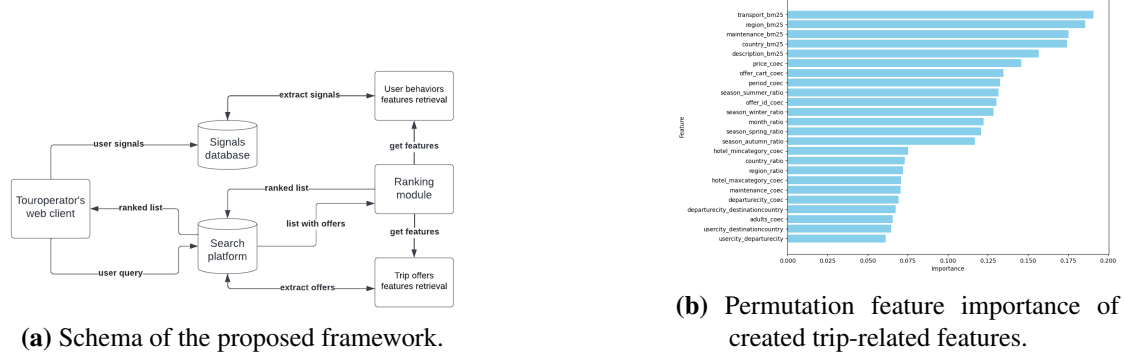 User behaviors
features retrieval
extract signals
Signals
database
user signals
get features
Touroperator's
web client
ranked list
Ranking
module
ranked list
list with offers
Search
platform
get features
user query
extract offers
Trip offers
features retrieval
(a) Schema of the proposed framework.
Feature
transport_bm25
region_bm25
maintenance_bm25
country_bm25
description_bm25
price_coec
offer_cart_coec
period_coec
season_summer_ratio
offer_id_coec
season_winter_ratio
month_ratio
season_spring_ratio
season_autumn_ratio
hotel_mincategory_coec
country_ratio
region_ratio
hotel_maxcategory_coec
maintenance_coec
departurecity_coec
departurecity_destinationcountry
adults_coec
usercity_destinationcountry
usercity_departurecity
0.000 0.025 0.050 0.075 0.100 0.125 0.150 0.175 0.200
Importance
(b) Permutation feature importance of
created trip-related features.